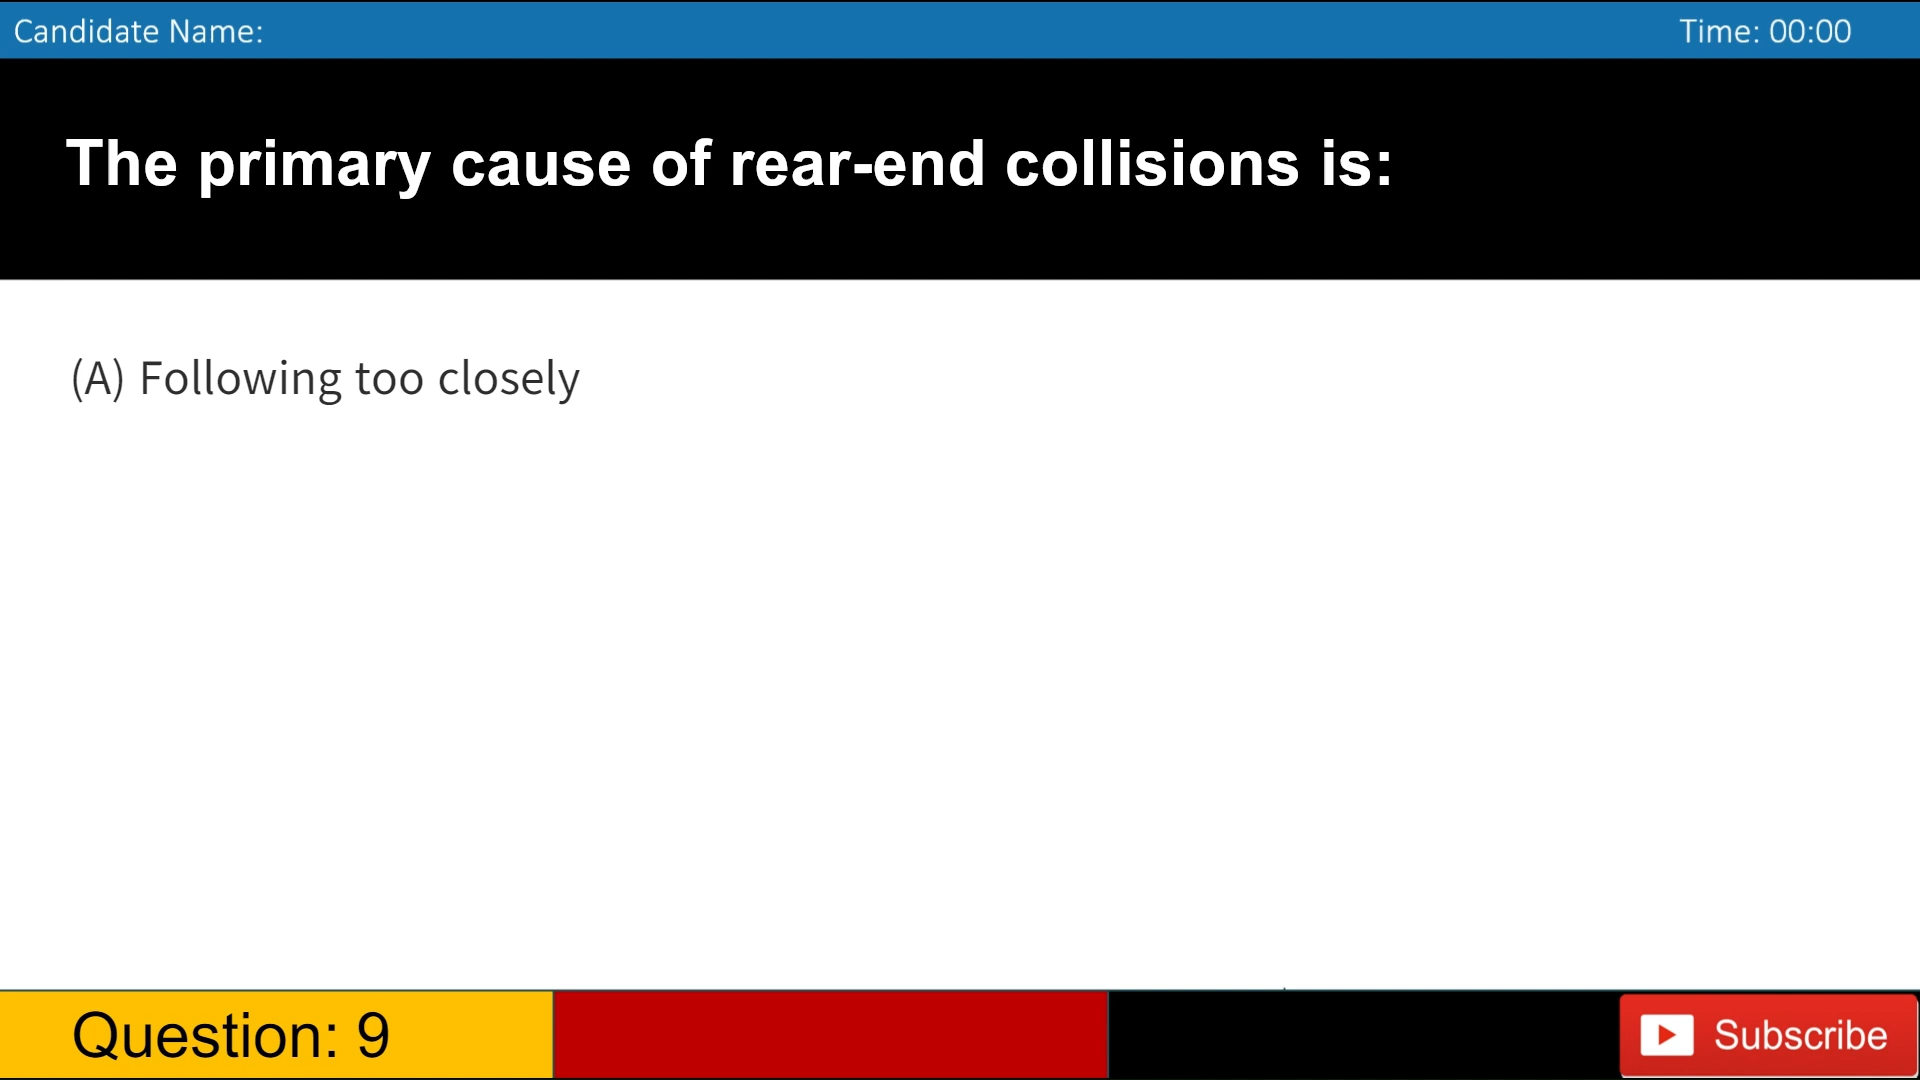 Candidate Name:
Time: 00:00
The primary cause of rear-end collisions is:
(A) Following too closely
Question: 9
Subscribe